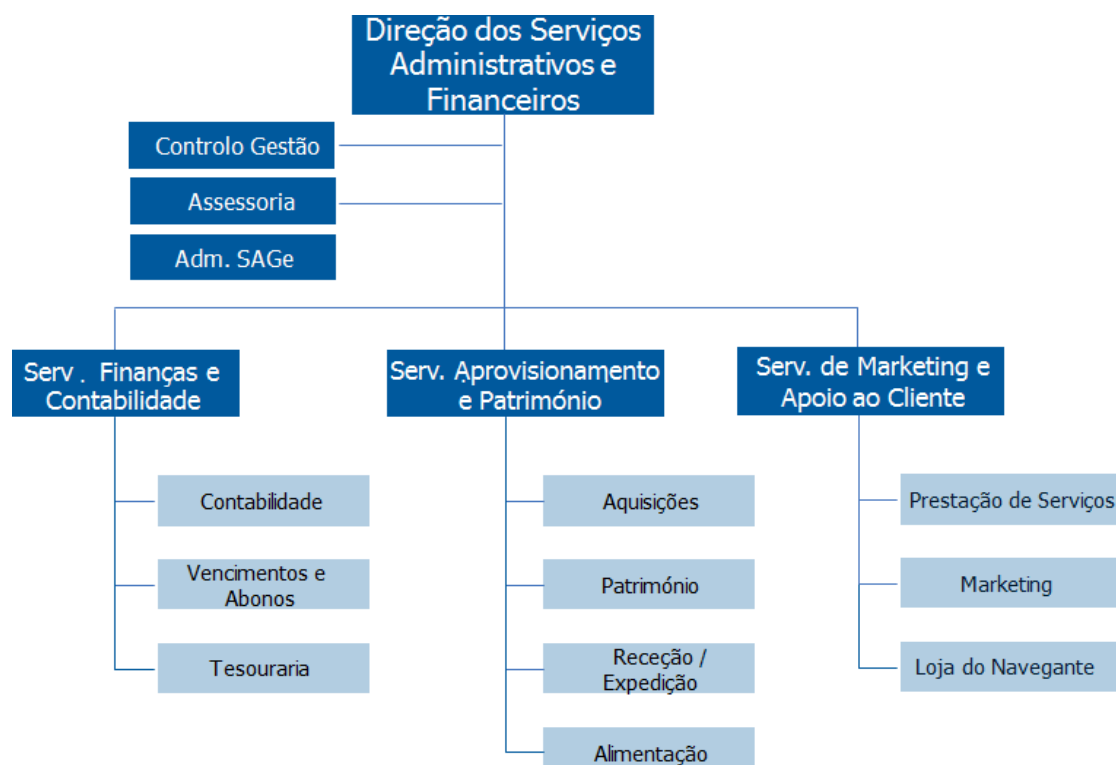 Direção dos Serviços
Administrativos e
Financeiros
Controlo Gestão
Assessoria
Adm. SAGe
Serv . Finanças e
Contabilidade
Serv. Aprovisionamento
e Património
Serv. de Marketing e
Apoio ao Cliente
Contabilidade
Vencimentos e
Abonos
Tesouraria
Aquisições
Património
Receção /
Expedição
Alimentação
Prestação de Serviços
Marketing
Loja do Navegante